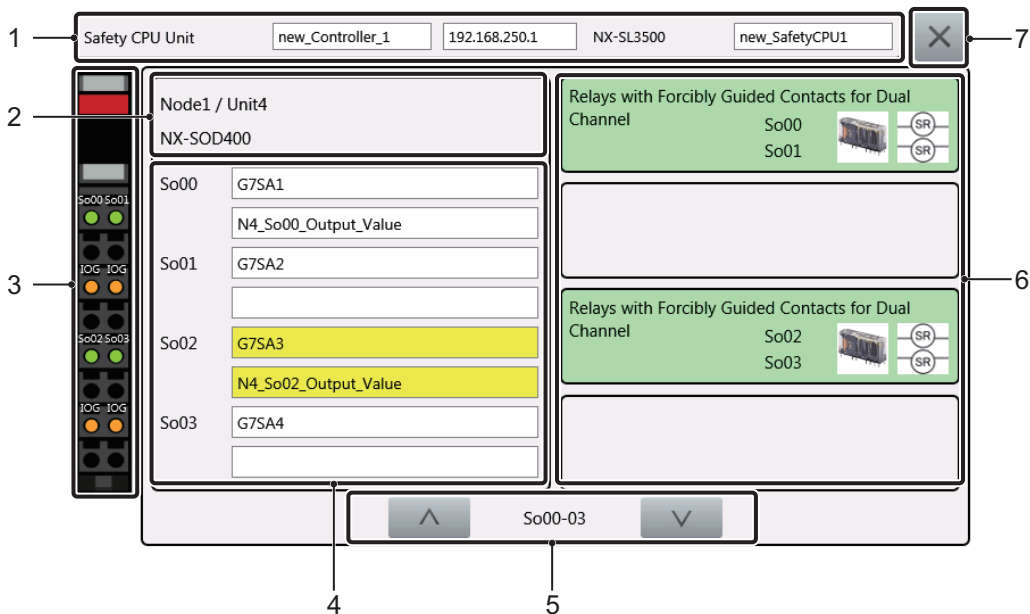 1
Safety CPU Unit
new_Controller_1
192.168.250.1
NX-SL3500
new_SafetyCPU1
7
2
Node1 / Unit4
NX-SOD400
3
So00 So01
IOG IOG
So02 So03
IOG IOG
So00
G7SA1
N4_So00_Output_Value
So01
G7SA2
So02
G7SA3
N4_So02_Output_Value
So03
G7SA4
Relays with Forcibly Guided Contacts for Dual
Channel
So00
So01
SR
SR
Relays with Forcibly Guided Contacts for Dual
Channel
So02
So03
SR
SR
6
So00-03
4
5